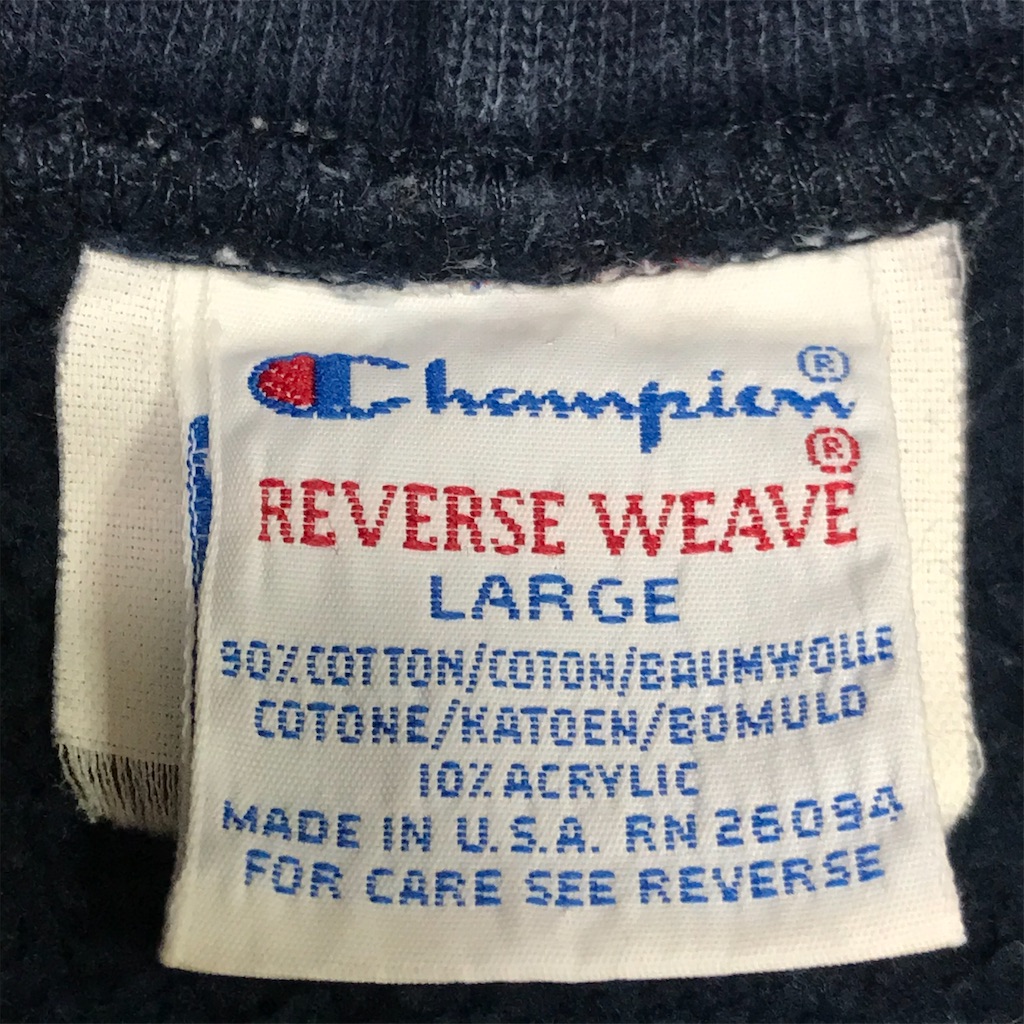 Champion®
®
REVERSE WEAVE
LARGE
90% COTTON/COTON/BAUMWOLLE
COTONE/KATOEN/BOMULD
10% ACRYLIC
MADE IN U.S.A. RN 26094
FOR CARE SEE REVERSE